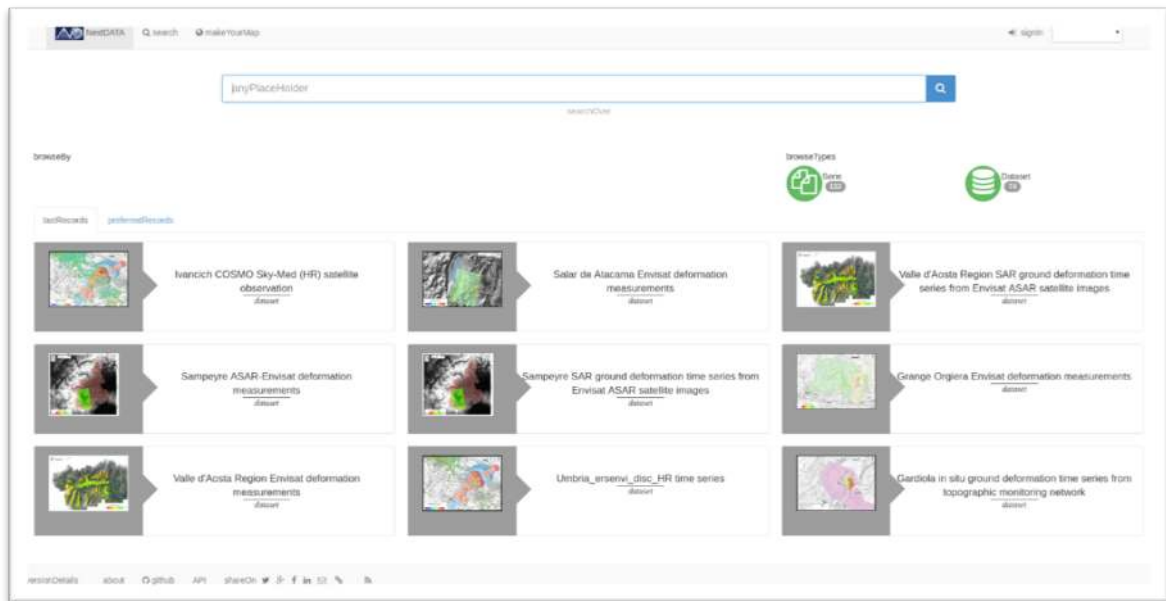 NextDATA search makeYourMap signIn
anyPlaceHolder
searchOver
browseBy
browseTypes
Serie
Dataset
lastRecords preferredRecords
Ivancich COSMO Sky-Med (HR) satellite
observation
dataset
Salar de Atacama Envisat deformation
measurements
dataset
Valle d'Aosta Region SAR ground deformation time
series from Envisat ASAR satellite images
dataset
Sampeyre ASAR-Envisat deformation
measurements
dataset
Sampeyre SAR ground deformation time series from
Envisat ASAR satellite images
dataset
Grange Orgiera Envisat deformation measurements
dataset
Valle d'Aosta Region Envisat deformation
measurements
dataset
Umbria_ersenvi_disc_HR time series
dataset
Gardiola in situ ground deformation time series from
topographic monitoring network
dataset
versionDetails about github API shareOn